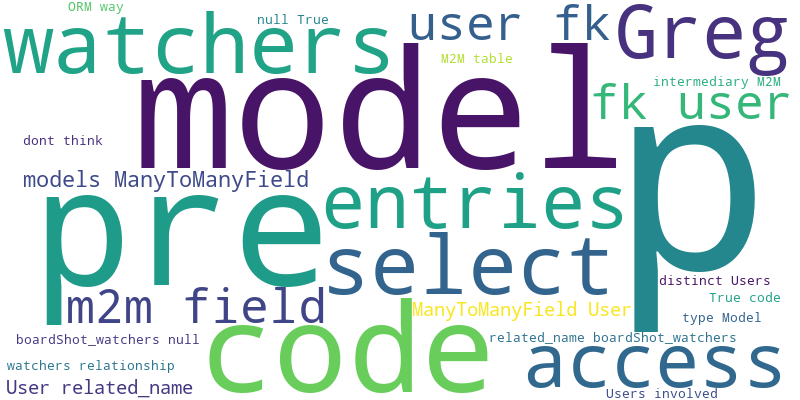 ORM way
null True
watchers
user fk
Greg
M2M table
model
intermediary M2M
fk user
p
dont think
models ManyToManyField
entries
pre
select
distinct Users
m2m field
True code
code
ManyToManyField User
type Model
boardShot_watchers null
related_name boardShot_watchers
access
watchers relationship
User related_name
Users involved